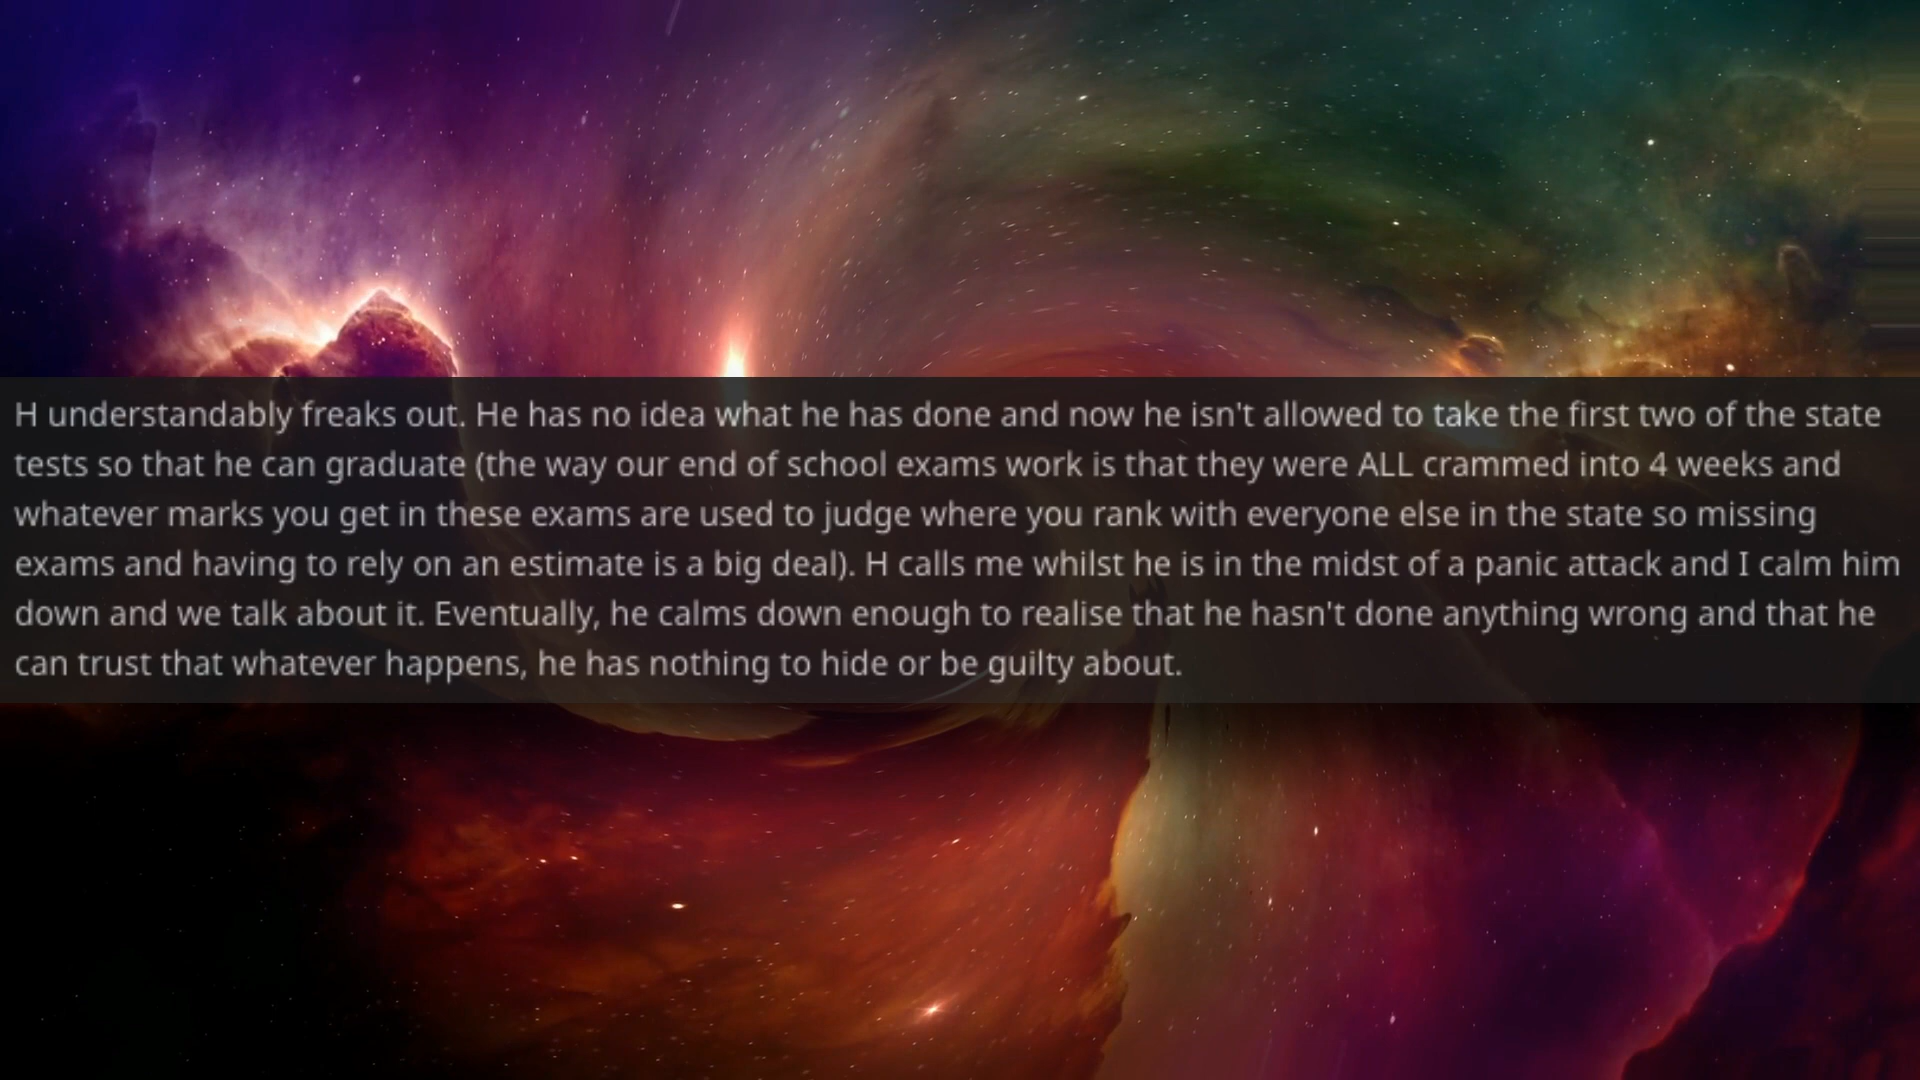 H understandably freaks out. He has no idea what he has done and now he isn't allowed to take the first two of the state
tests so that he can graduate (the way our end of school exams work is that they were ALL crammed into 4 weeks and
whatever marks you get in these exams are used to judge where you rank with everyone else in the state so missing
exams and having to rely on an estimate is a big deal). H calls me whilst he is in the midst of a panic attack and I calm him
down and we talk about it. Eventually, he calms down enough to realise that he hasn't done anything wrong and that he
can trust that whatever happens, he has nothing to hide or be guilty about.